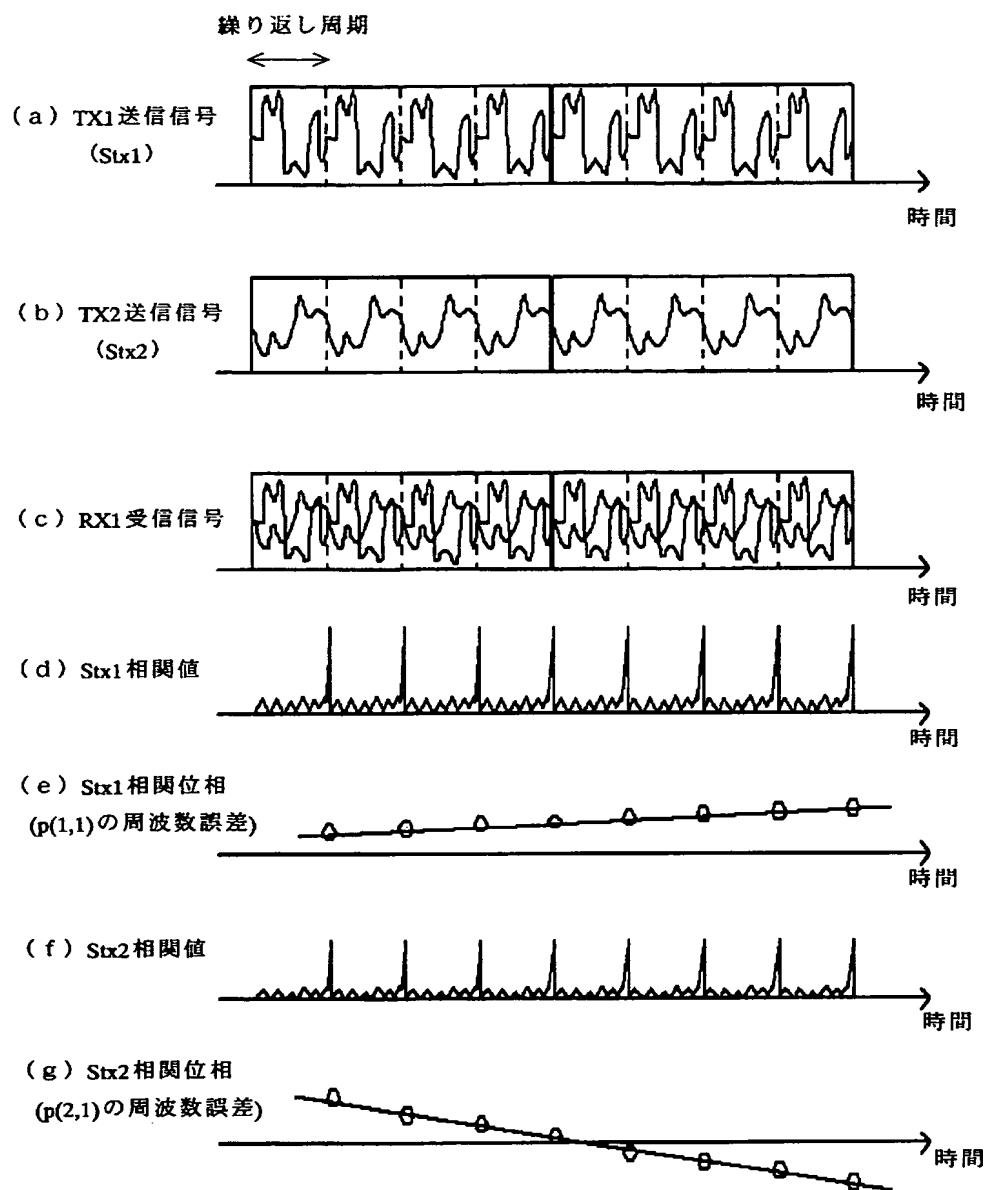 繰り返し周期
(a) TX1送信信号
(Stx1)
時間
(b) TX2送信信号
(Stx2)
時間
(c) RX1受信信号
時間
(d) Stx1相関値
時間
(e) Stx1相関位相
(p(1,1)の周波数誤差)
時間
(f) Stx2相関値
時間
(g) Stx2相関位相
(p(2,1)の周波数誤差)
時間